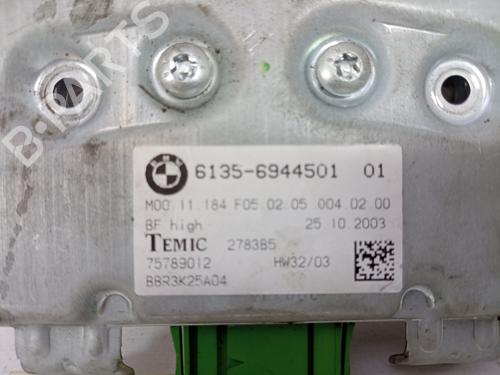 B-PARTS
6135-6944501 01
M00.11.184 F05.02.05 004.02.00
BF high 25.10.2003
TEMIC 278385
75789012 HW32/03
BBR3K25A04